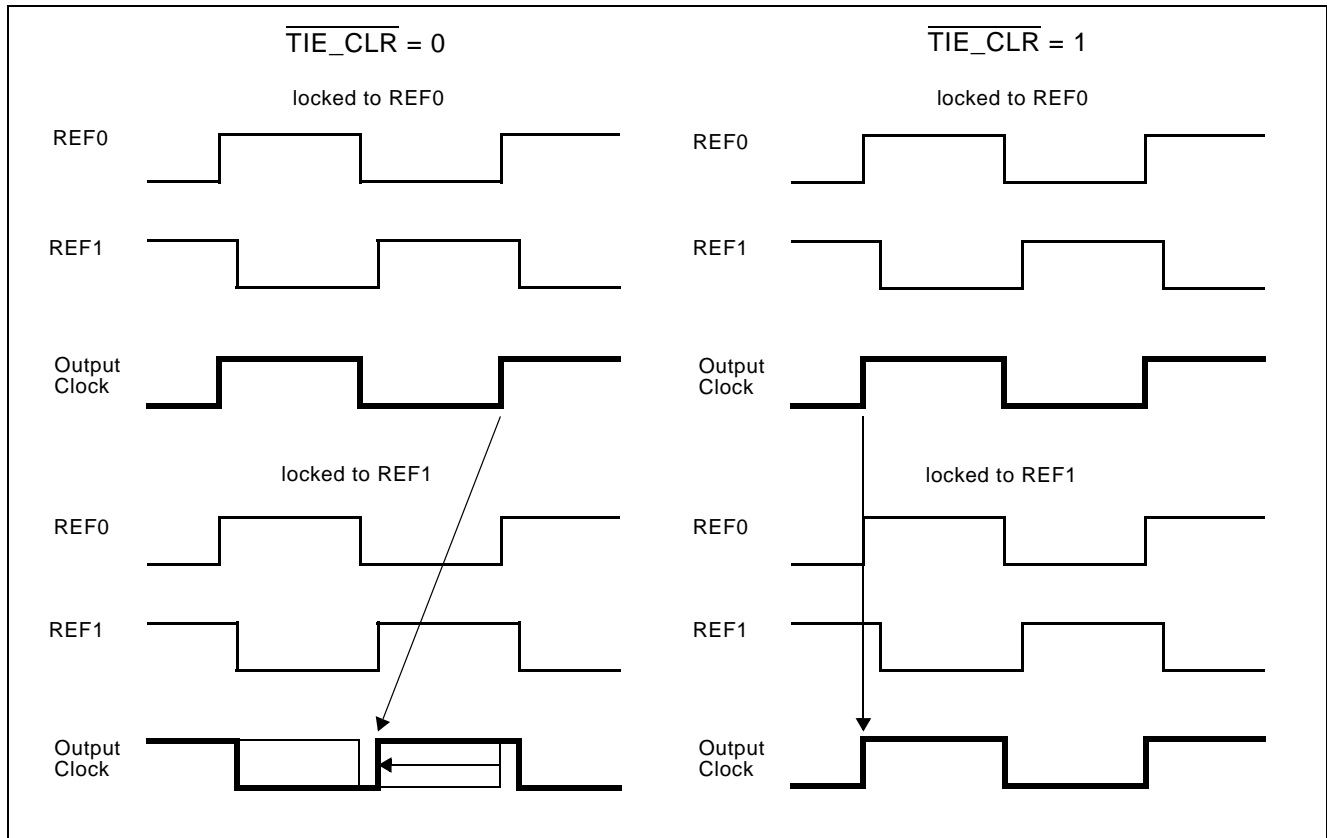 TIE_CLR = 0
locked to REF0
REF0
REF1
Output
Clock
locked to REF1
REF0
REF1
Output
Clock
TIE_CLR = 1
locked to REF0
REF0
REF1
Output
Clock
locked to REF1
REF0
REF1
Output
Clock